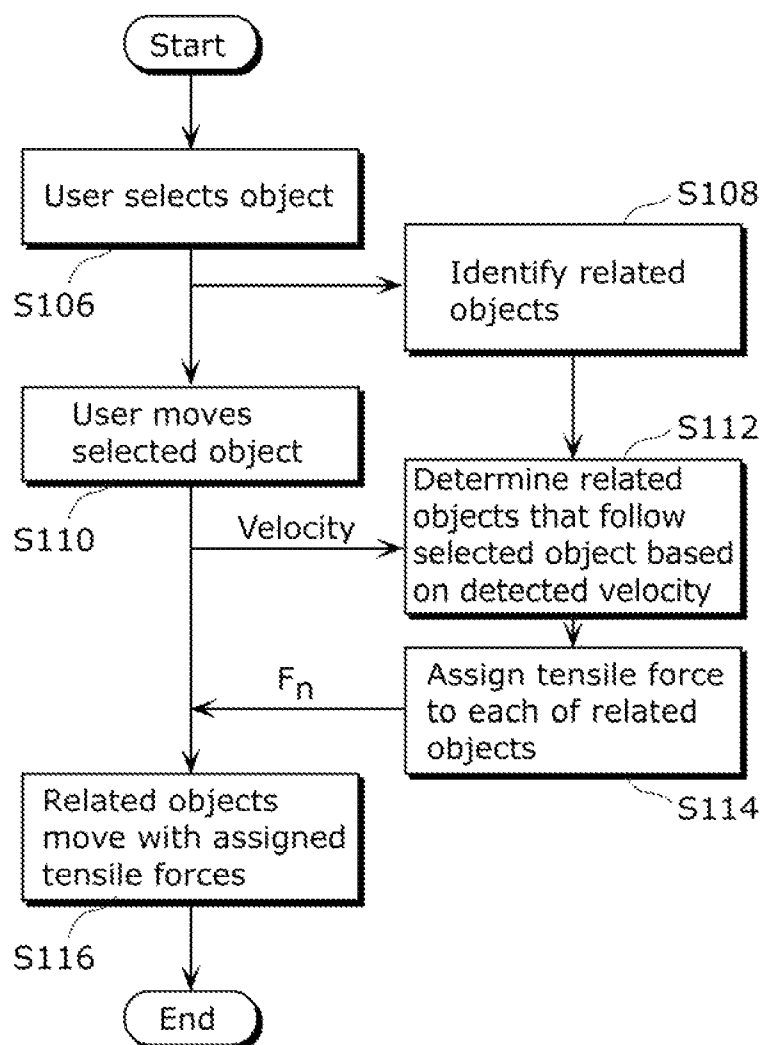 Start
User selects object
S106
S108
Identify related
objects
User moves
selected object
S110
S112
Velocity
Determine related
objects that follow
selected object based
on detected velocity
Fn
Assign tensile force
to each of related
objects
S114
Related objects
move with assigned
tensile forces
S116
End